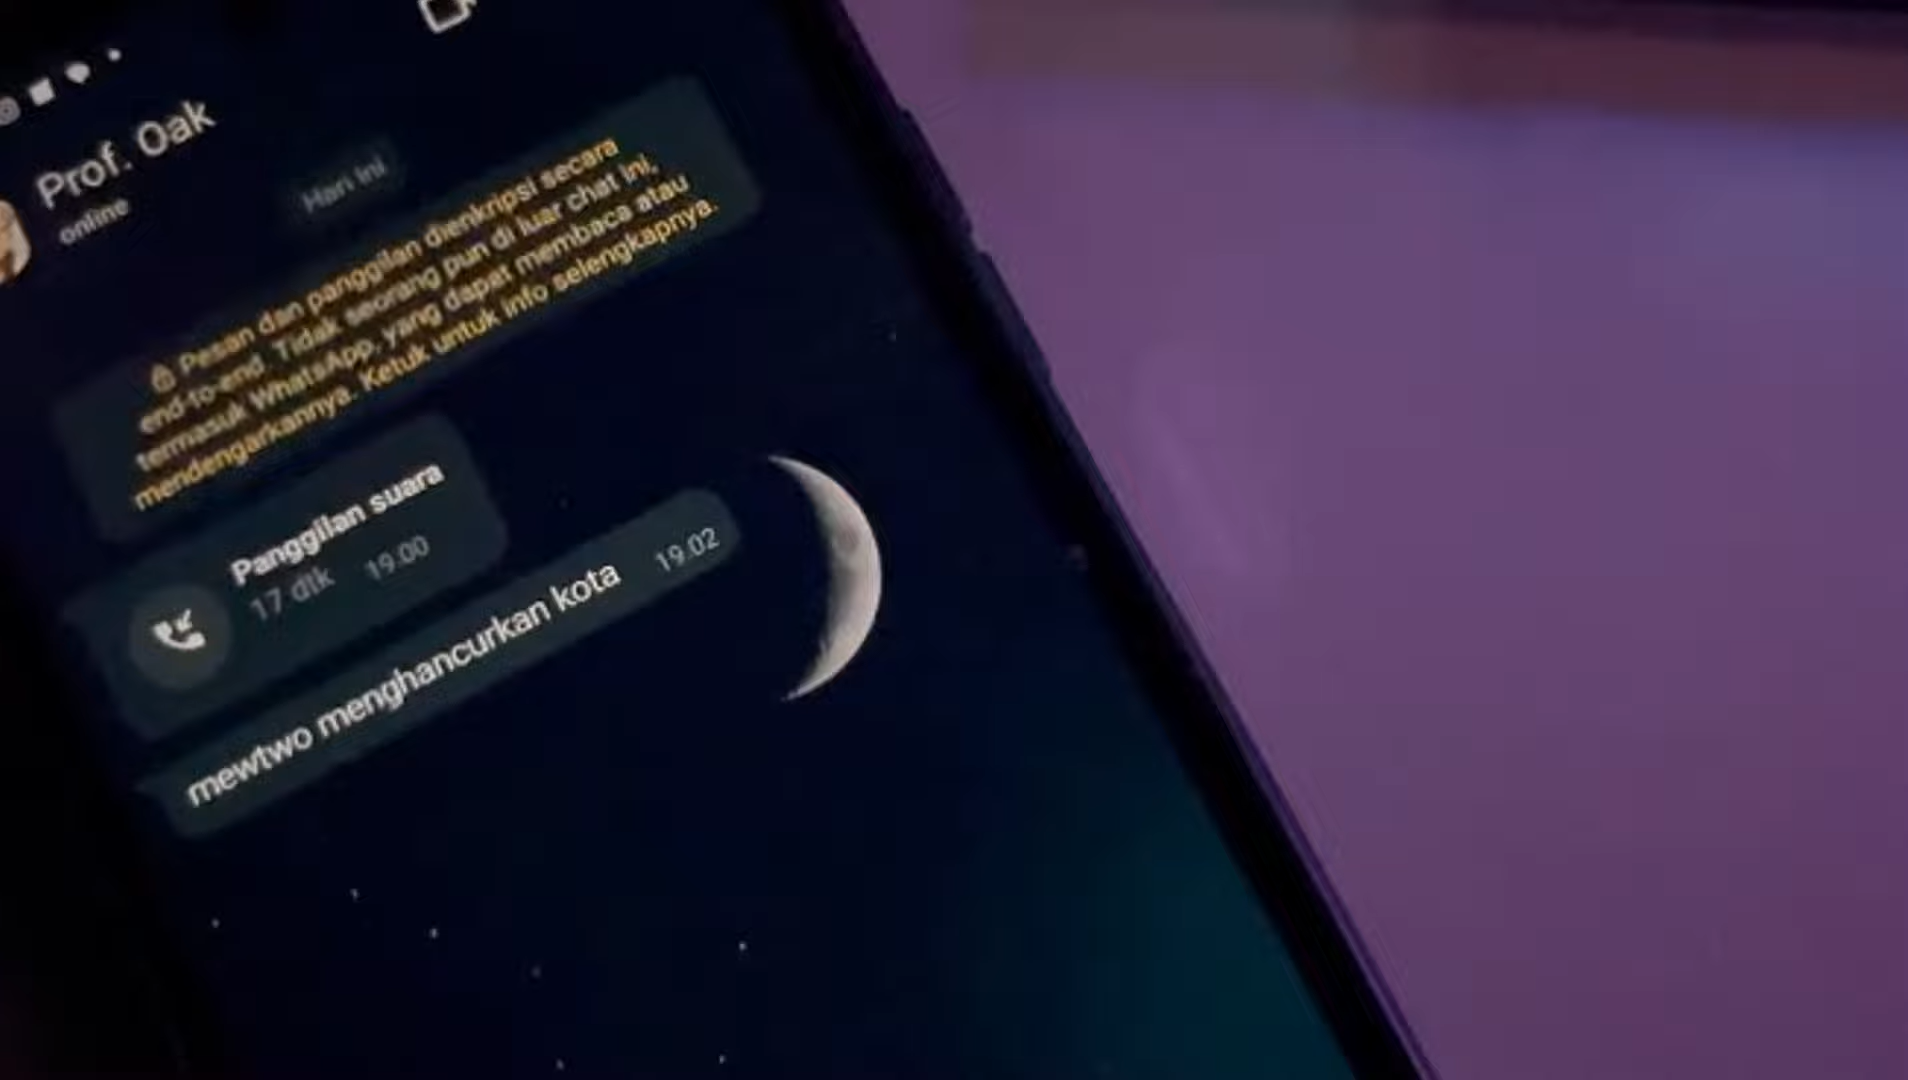 Prof. Oak
online
Hari Ini
Pesan dan panggilan dienkripsi secara
end-to-end. Tidak seorang pun di luar chat ini,
termasuk WhatsApp, yang dapat membaca atau
mendengarkannya. Ketuk untuk info selengkapnya.
Panggilan suara
17 dtk 19.00
mewtwo menghancurkan kota 19.02